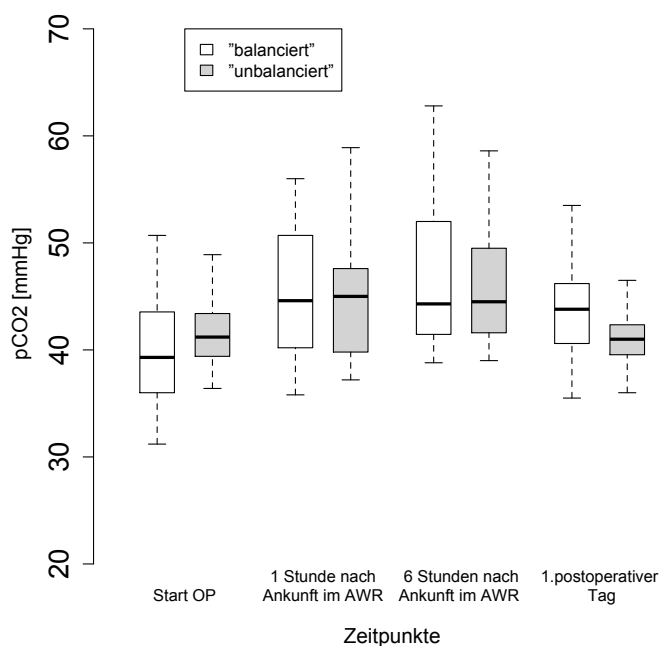 70
60
50
40
30
20
pCO2 [mmHg]
”balanciert”
”unbalanciert”
Start OP
1 Stunde nach
Ankunft im AWR
6 Stunden nach
Ankunft im AWR
1.postoperativer
Tag
Zeitpunkte